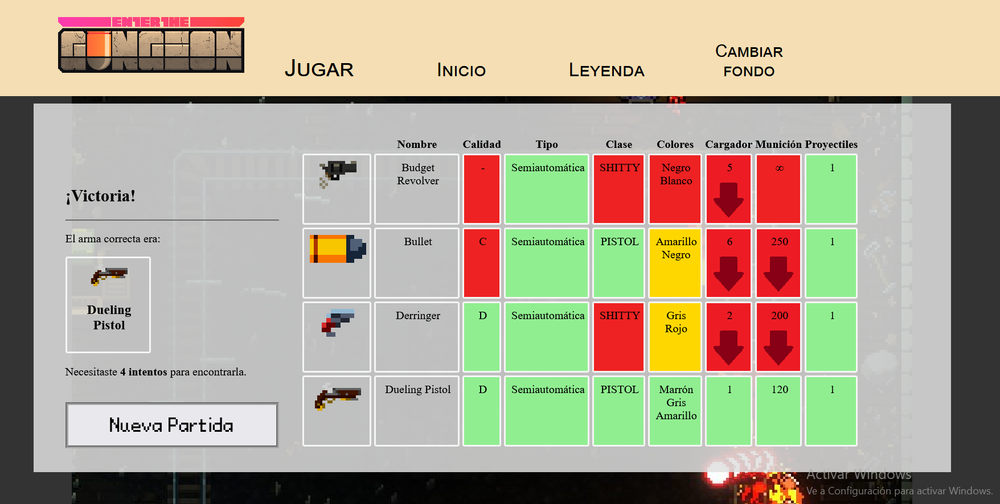 ENTER THE
GUNGEON
Jugar
Inicio
Leyenda
Cambiar
fondo
¡Victoria!
El arma correcta era:
Dueling
Pistol
Necesitaste 4 intentos para encontrarla.
Nueva Partida
Nombre Calidad Tipo Clase Colores Cargador Munición Proyectiles
Budget Revolver - Semiautomática SHITTY Negro Blanco 5 ∞ 1
Bullet C Semiautomática PISTOL Amarillo Negro 6 250 1
Derringer D Semiautomática SHITTY Gris Rojo 2 200 1
Dueling Pistol D Semiautomática PISTOL Marrón Gris Amarillo 1 120 1
Activar Windows
Ve a Configuración para activar Windows.